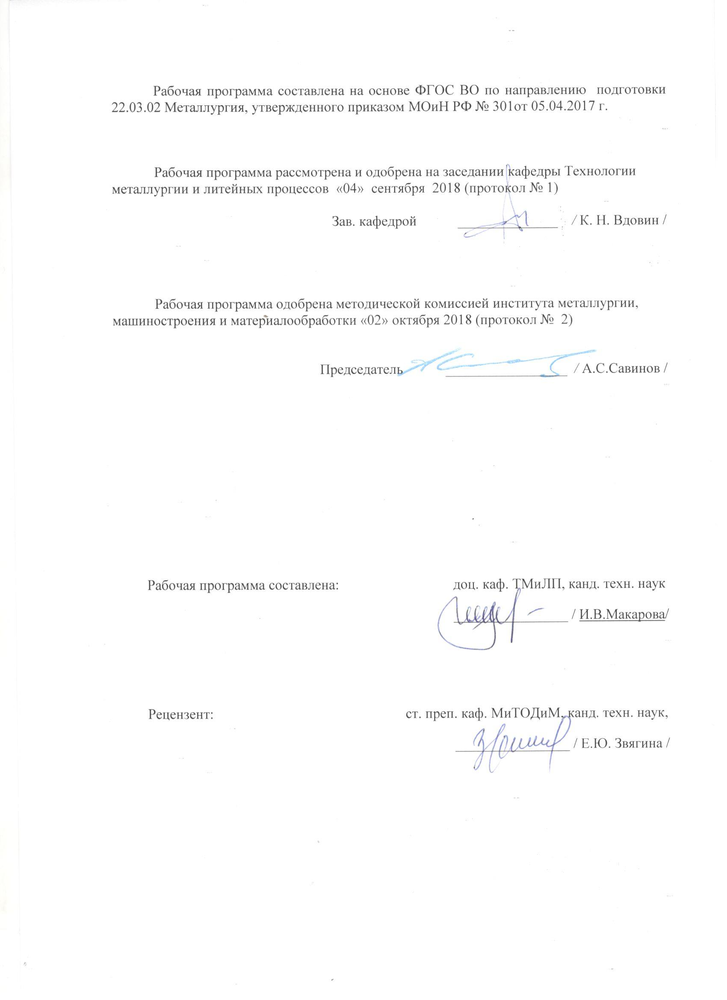 Рабочая программа составлена на основе ФГОС ВО по направлению подготовки
22.03.02 Металлургия, утвержденного приказом МОиН РФ № 301от 05.04.2017 г.
Рабочая программа рассмотрена и одобрена на заседании кафедры Технологии
металлургии и литейных процессов «04» сентября 2018 (протокол № 1)
Зав. кафедрой / К. Н. Вдовин /
Рабочая программа одобрена методической комиссией института металлургии,
машиностроения и материалообработки «02» октября 2018 (протокол № 2)
Председатель / А.С.Савинов /
Рабочая программа составлена: доц. каф. ТМиЛП, канд. техн. наук
/ И.В.Макарова/
Рецензент: ст. преп. каф. МиТОДиМ, канд. техн. наук,
/ Е.Ю. Звягина /